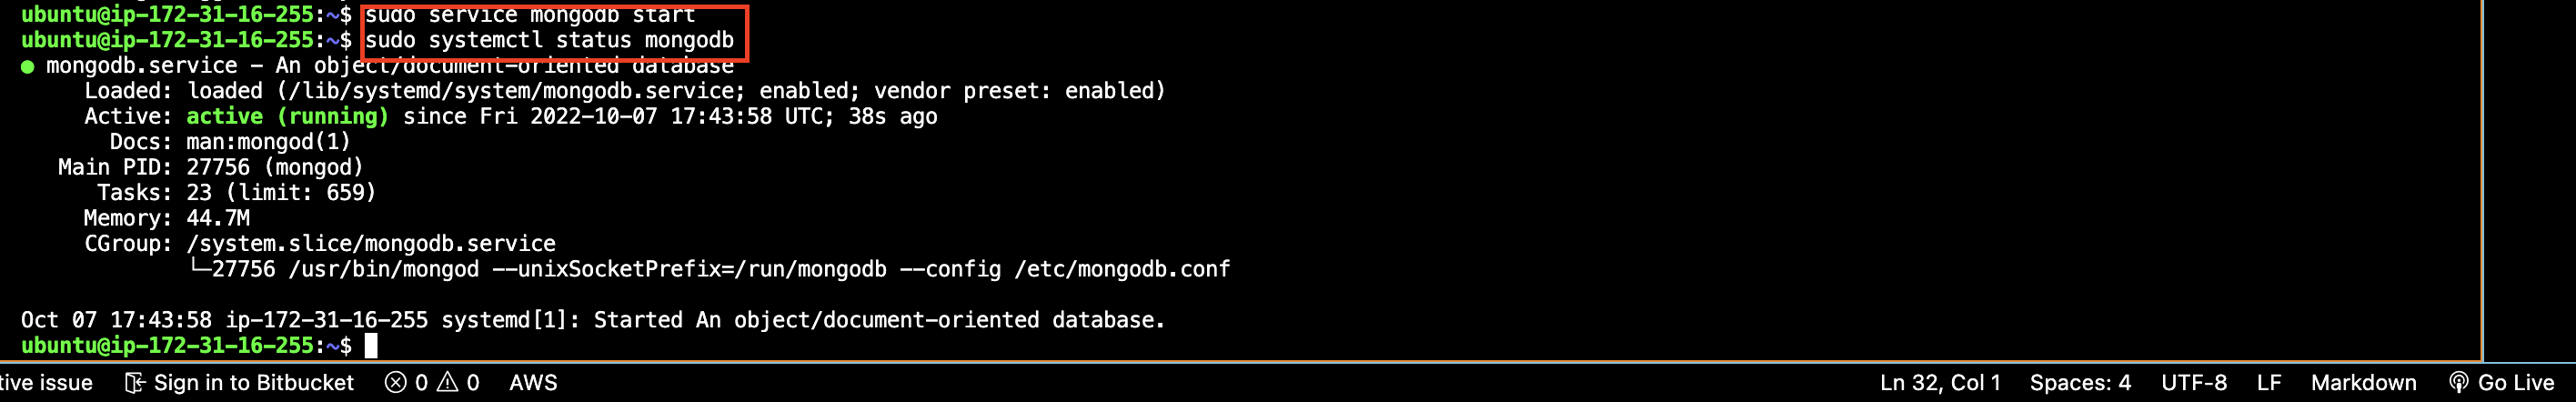 ubuntu@ip-172-31-16-255:~$ sudo service mongodb start
ubuntu@ip-172-31-16-255:~$ sudo systemctl status mongodb
● mongodb.service - An object/document-oriented database
Loaded: loaded (/lib/systemd/system/mongodb.service; enabled; vendor preset: enabled)
Active: active (running) since Fri 2022-10-07 17:43:58 UTC; 38s ago
Docs: man:mongod(1)
Main PID: 27756 (mongod)
Tasks: 23 (limit: 659)
Memory: 44.7M
CGroup: /system.slice/mongodb.service
└─27756 /usr/bin/mongod --unixSocketPrefix=/run/mongodb --config /etc/mongodb.conf
Oct 07 17:43:58 ip-172-31-16-255 systemd[1]: Started An object/document-oriented database.
ubuntu@ip-172-31-16-255:~$
tive issue Sign in to Bitbucket 0 0 AWS Ln 32, Col 1 Spaces: 4 UTF-8 LF Markdown Go Live